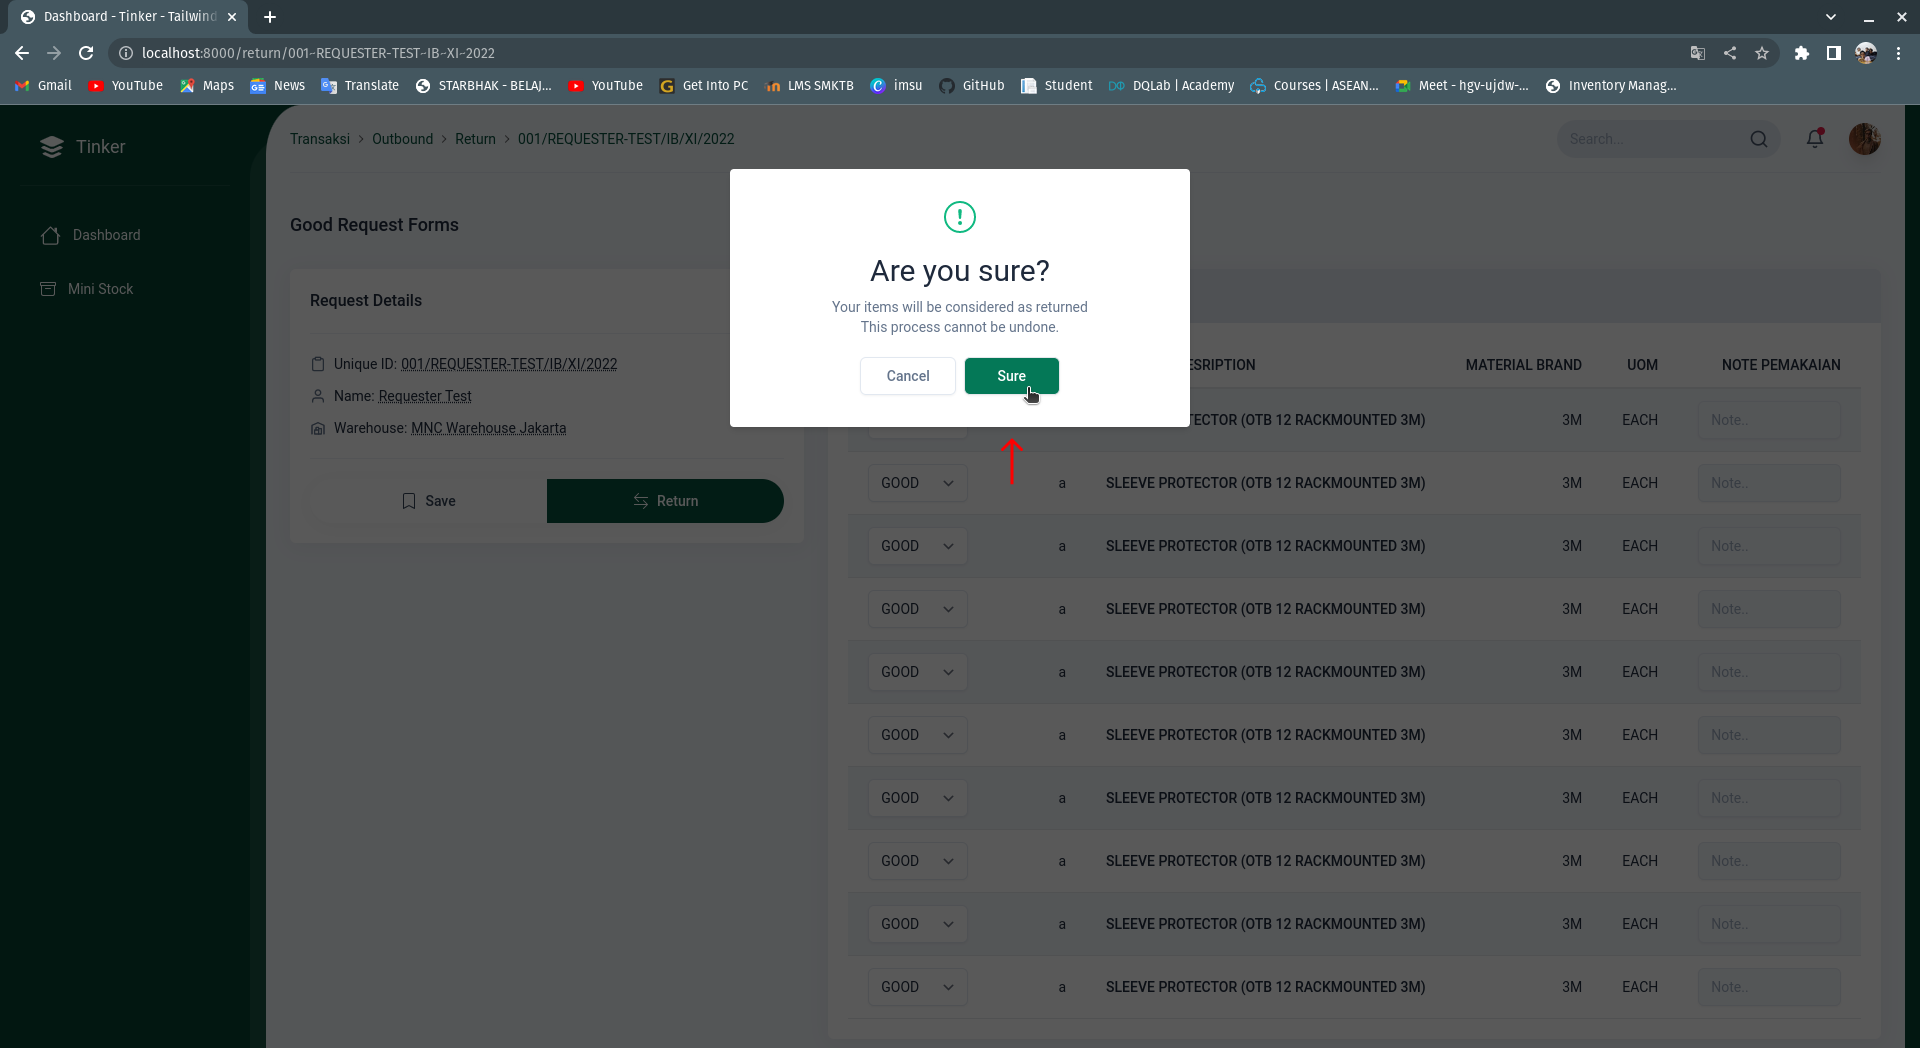 Dashboard - Tinker - Tailwind
localhost:8000/return/001-REQUESTER-TEST-IB-XI-2022
Gmail YouTube Maps News Translate STARBHAK - BELAJ... YouTube Get Into PC LMS SMKTB imsu GitHub Student DQLab | Academy Courses | ASEAN... Meet - hgv-ujdw-... Inventory Manag...
Tinker
Transaksi > Outbound > Return > 001/REQUESTER-TEST/IB/XI/2022
Search...
Dashboard
Mini Stock
Good Request Forms
Request Details
Unique ID: 001/REQUESTER-TEST/IB/XI/2022
Name: Requester Test
Warehouse: MNC Warehouse Jakarta
Save Return
Are you sure?
Your items will be considered as returned
This process cannot be undone.
Cancel Sure
MATERIAL BRAND UOM NOTE PEMAKAIAN
3M) 3M EACH Note..
GOOD a SLEEVE PROTECTOR (OTB 12 RACKMOUNTED 3M) 3M EACH Note..
GOOD a SLEEVE PROTECTOR (OTB 12 RACKMOUNTED 3M) 3M EACH Note..
GOOD a SLEEVE PROTECTOR (OTB 12 RACKMOUNTED 3M) 3M EACH Note..
GOOD a SLEEVE PROTECTOR (OTB 12 RACKMOUNTED 3M) 3M EACH Note..
GOOD a SLEEVE PROTECTOR (OTB 12 RACKMOUNTED 3M) 3M EACH Note..
GOOD a SLEEVE PROTECTOR (OTB 12 RACKMOUNTED 3M) 3M EACH Note..
GOOD a SLEEVE PROTECTOR (OTB 12 RACKMOUNTED 3M) 3M EACH Note..
GOOD a SLEEVE PROTECTOR (OTB 12 RACKMOUNTED 3M) 3M EACH Note..
GOOD a SLEEVE PROTECTOR (OTB 12 RACKMOUNTED 3M) 3M EACH Note..